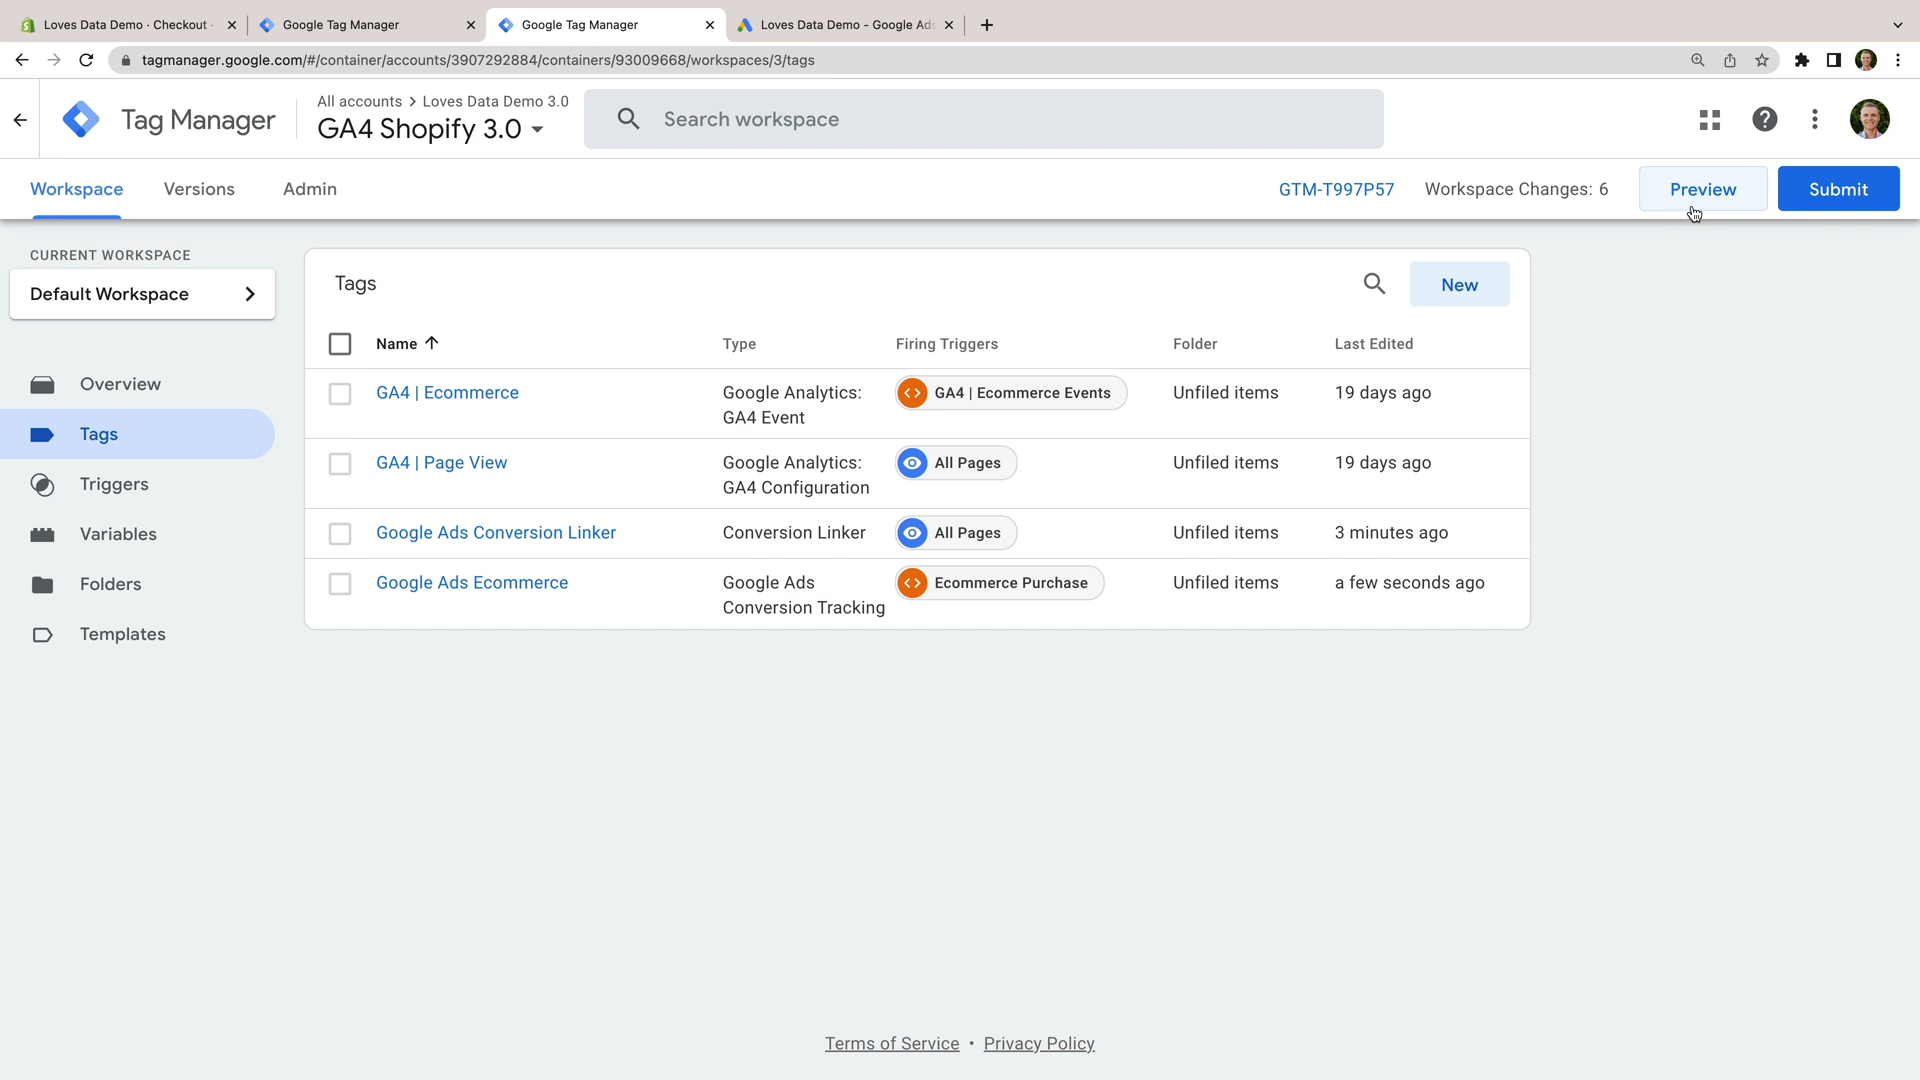 Loves Data Demo · Checkout ·
Google Tag Manager
Google Tag Manager
Loves Data Demo - Google Ads
tagmanager.google.com/#/container/accounts/3907292884/containers/93009668/workspaces/3/tags
Tag Manager
All accounts > Loves Data Demo 3.0
GA4 Shopify 3.0
Search workspace
Workspace
Versions
Admin
GTM-T997P57
Workspace Changes: 6
Preview
Submit
CURRENT WORKSPACE
Default Workspace
Overview
Tags
Triggers
Variables
Folders
Templates
Tags
New
Name
Type
Firing Triggers
Folder
Last Edited
GA4 | Ecommerce
Google Analytics:
GA4 Event
GA4 | Ecommerce Events
Unfiled items
19 days ago
GA4 | Page View
Google Analytics:
GA4 Configuration
All Pages
Unfiled items
19 days ago
Google Ads Conversion Linker
Conversion Linker
All Pages
Unfiled items
3 minutes ago
Google Ads Ecommerce
Google Ads
Conversion Tracking
Ecommerce Purchase
Unfiled items
a few seconds ago
Terms of Service • Privacy Policy